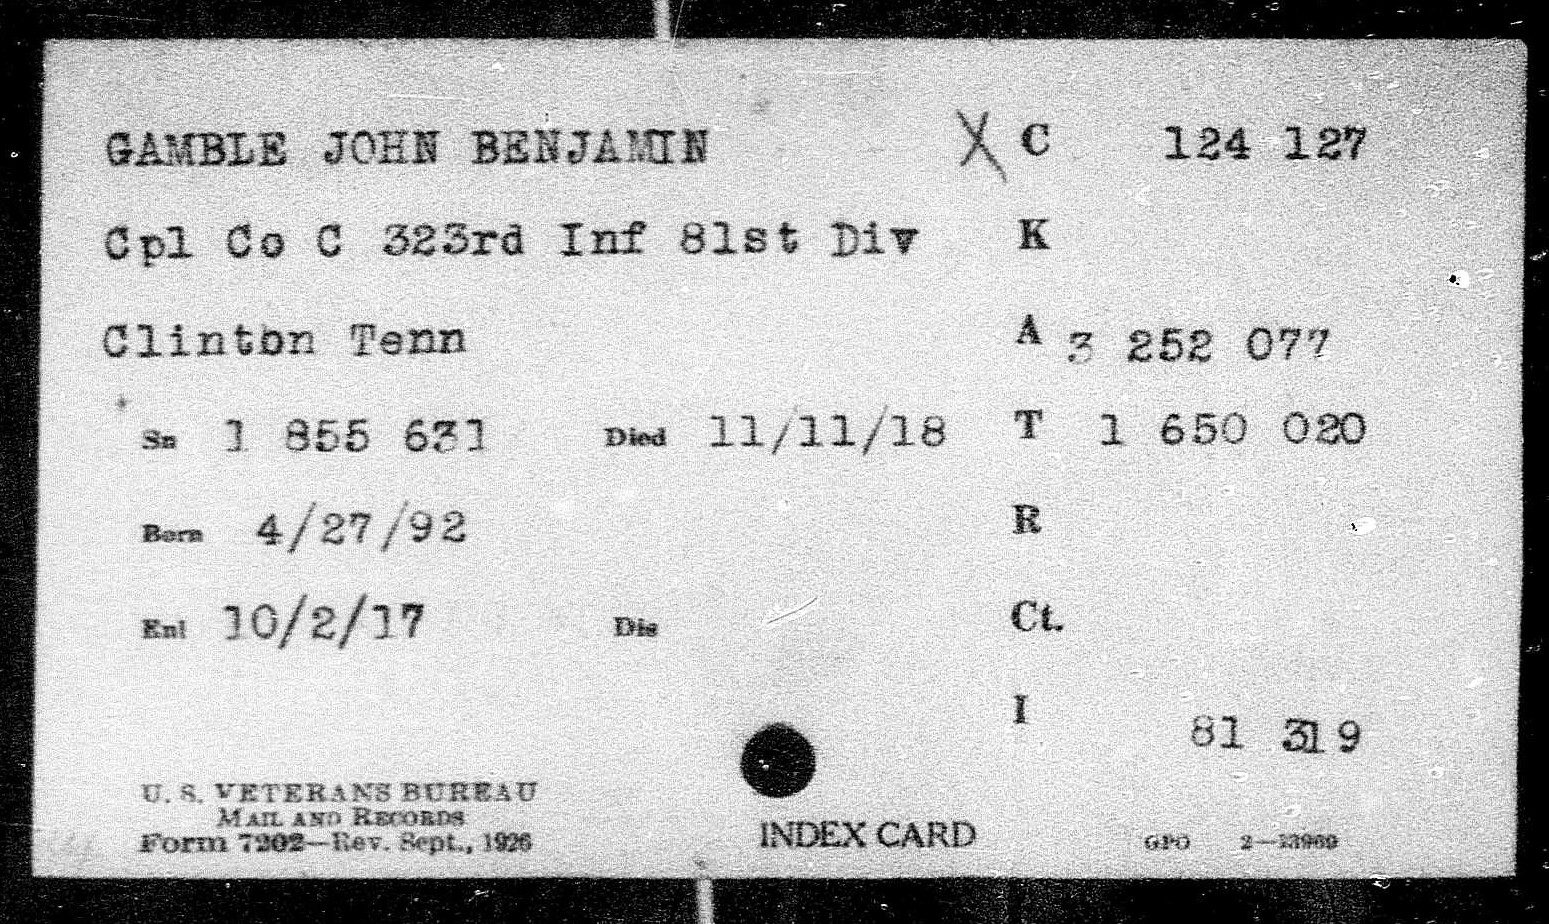 GAMBLE JOHN BENJAMIN X C 124 127
Cpl Co C 323rd Inf 81st Div K
Clinton Tenn A 3 252 077
Sn 1 855 631 Died 11/11/18 T 1 650 020
Born 4/27/92 R
Enl 10/2/17 Dis Ct.
I 81 319
U. S. VETERANS BUREAU
MAIL AND RECORDS
Form 7202—Rev. Sept., 1926
INDEX CARD
GPO 2—13969